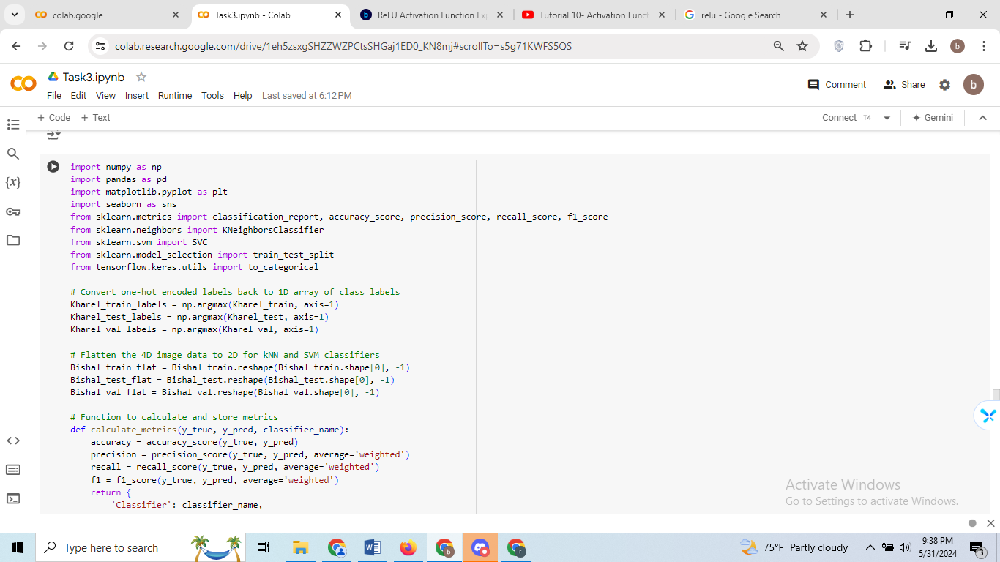 colab.google
Task3.ipynb - Colab
ReLU Activation Function Ex
Tutorial 10- Activation Funct
relu - Google Search
colab.research.google.com/drive/1eh5zsxgSHZZWZPCtsSHGaj1ED0_KN8mj#scrollTo=s5g71KWFS5QS
b
Task3.ipynb
Comment
Share
b
File Edit View Insert Runtime Tools Help Last saved at 6:12 PM
+ Code + Text
Connect T4
Gemini
{x}
import numpy as np
import pandas as pd
import matplotlib.pyplot as plt
import seaborn as sns
from sklearn.metrics import classification_report, accuracy_score, precision_score, recall_score, f1_score
from sklearn.neighbors import KNeighborsClassifier
from sklearn.svm import SVC
from sklearn.model_selection import train_test_split
from tensorflow.keras.utils import to_categorical
# Convert one-hot encoded labels back to 1D array of class labels
Kharel_train_labels = np.argmax(Kharel_train, axis=1)
Kharel_test_labels = np.argmax(Kharel_test, axis=1)
Kharel_val_labels = np.argmax(Kharel_val, axis=1)
# Flatten the 4D image data to 2D for kNN and SVM classifiers
Bishal_train_flat = Bishal_train.reshape(Bishal_train.shape[0], -1)
Bishal_test_flat = Bishal_test.reshape(Bishal_test.shape[0], -1)
Bishal_val_flat = Bishal_val.reshape(Bishal_val.shape[0], -1)
# Function to calculate and store metrics
def calculate_metrics(y_true, y_pred, classifier_name):
accuracy = accuracy_score(y_true, y_pred)
precision = precision_score(y_true, y_pred, average='weighted')
recall = recall_score(y_true, y_pred, average='weighted')
f1 = f1_score(y_true, y_pred, average='weighted')
return {
'Classifier': classifier_name,
Activate Windows
Go to Settings to activate Windows.
Type here to search
75°F Partly cloudy
9:38 PM
5/31/2024
3